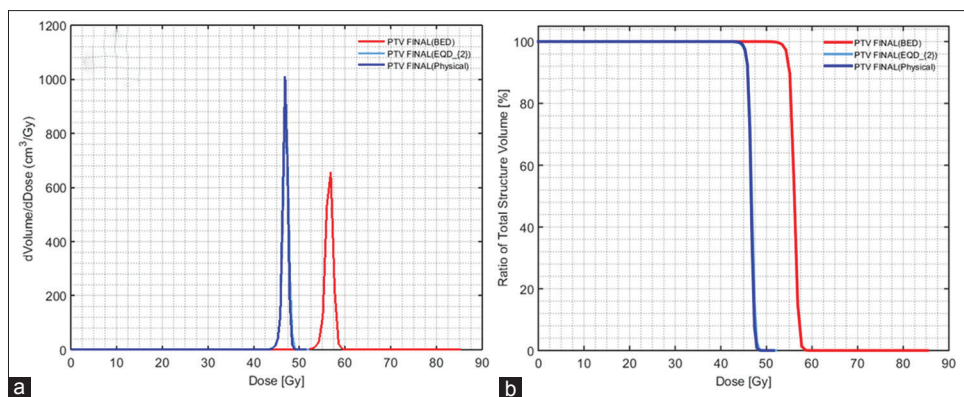 1200
1000
800
600
400
200
0
dVolume/dDose (cm³/Gy)
PTV FINAL(BED)
PTV FINAL(EQD_{2})
PTV FINAL(Physical)
0 10 20 30 40 50 60 70 80 90
Dose [Gy]
a
100
80
60
40
20
0
Ratio of Total Structure Volume [%]
PTV FINAL(BED)
PTV FINAL(EQD_{2})
PTV FINAL(Physical)
0 10 20 30 40 50 60 70 80 90
Dose [Gy]
b